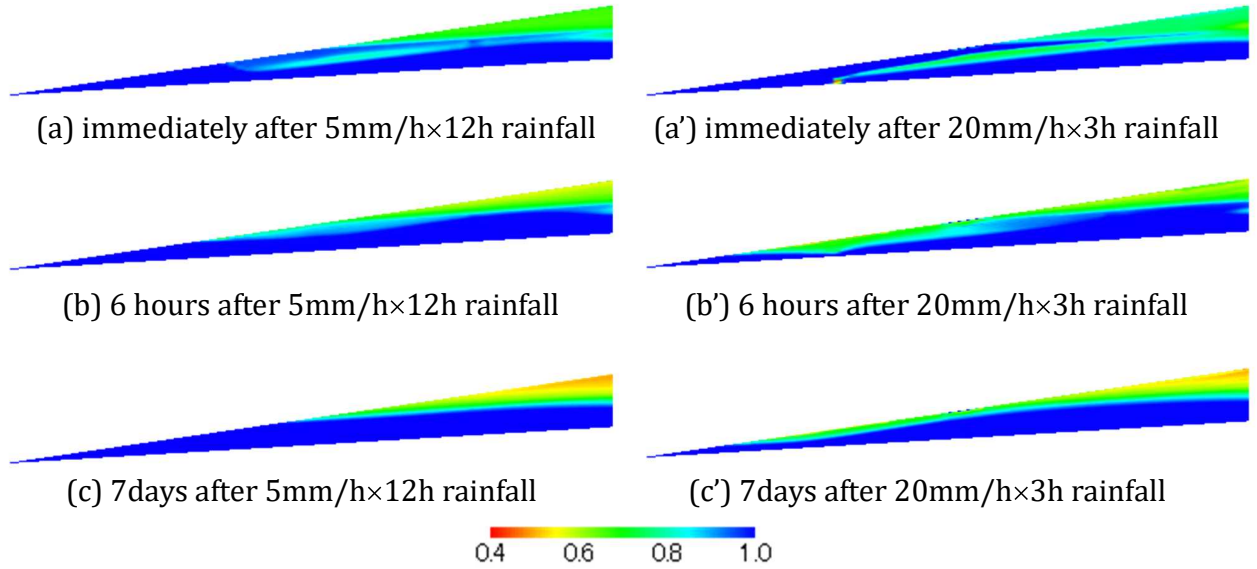 (a) immediately after 5mm/h×12h rainfall
(a’) immediately after 20mm/h×3h rainfall
(b) 6 hours after 5mm/h×12h rainfall
(b’) 6 hours after 20mm/h×3h rainfall
(c) 7days after 5mm/h×12h rainfall
(c’) 7days after 20mm/h×3h rainfall
0.4 0.6 0.8 1.0